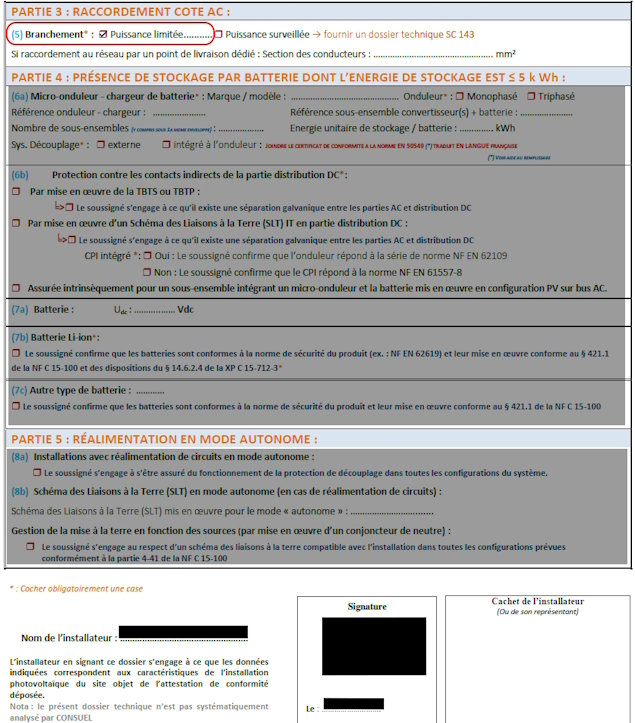 PARTIE 3 : RACCORDEMENT COTE AC :
(5) Branchement* : ☑ Puissance limitée........... ☐ Puissance surveillée → fournir un dossier technique SC 143
Si raccordement au réseau par un point de livraison dédié : Section des conducteurs : ............................................. mm²
PARTIE 4 : PRÉSENCE DE STOCKAGE PAR BATTERIE DONT L'ENERGIE DE STOCKAGE EST ≤ 5 k Wh :
(6a) Micro-onduleur - chargeur de batterie* : Marque / modèle : ........................................ Onduleur* : ☐ Monophasé ☐ Triphasé
Référence onduleur - chargeur : .................... Référence sous-ensemble convertisseur(s) + batterie : ....................
Nombre de sous-ensembles (Y COMPRIS SOUS LA MEME ENVELOPPE) : ................. Energie unitaire de stockage / batterie : ............. kWh
Sys. Découplage* : ☐ externe ☐ intégré à l'onduleur : JOINDRE LE CERTIFICAT DE CONFORMITE A LA NORME EN 50549 (*) TRADUIT EN LANGUE FRANÇAISE
(*) VOIR AIDE AU REMPLISSAGE
(6b) Protection contre les contacts indirects de la partie distribution DC* :
☐ Par mise en œuvre de la TBTS ou TBTP :
↳☐ Le soussigné s'engage à ce qu'il existe une séparation galvanique entre les parties AC et distribution DC
☐ Par mise en œuvre d'un Schéma des Liaisons à la Terre (SLT) IT en partie distribution DC :
↳☐ Le soussigné s'engage à ce qu'il existe une séparation galvanique entre les parties AC et distribution DC
CPI intégré *: ☐ Oui : Le soussigné confirme que l'onduleur répond à la série de norme NF EN 62109
☐ Non : Le soussigné confirme que le CPI répond à la norme NF EN 61557-8
☐ Assurée intrinsèquement pour un sous-ensemble intégrant un micro-onduleur et la batterie mis en œuvre en configuration PV sur bus AC.
(7a) Batterie : Udc : ................ Vdc
(7b) Batterie Li-ion* :
☐ Le soussigné confirme que les batteries sont conformes à la norme de sécurité du produit (ex. : NF EN 62619) et leur mise en œuvre conforme au § 421.1
de la NF C 15-100 et des dispositions du § 14.6.2.4 de la XP C 15-712-3*
(7c) Autre type de batterie : ............
☐ Le soussigné confirme que les batteries sont conformes à la norme de sécurité du produit et leur mise en œuvre conforme au § 421.1 de la NF C 15-100
PARTIE 5 : RÉALIMENTATION EN MODE AUTONOME :
(8a) Installations avec réalimentation de circuits en mode autonome :
☐ Le soussigné s'engage à s'être assuré du fonctionnement de la protection de découplage dans toutes les configurations du système.
(8b) Schéma des Liaisons à la Terre (SLT) en mode autonome (en cas de réalimentation de circuits) :
Schéma des Liaisons à la Terre (SLT) mis en œuvre pour le mode « autonome » : ................................
Gestion de la mise à la terre en fonction des sources (par mise en œuvre d'un conjoncteur de neutre) :
☐ Le soussigné s'engage au respect d'un schéma des liaisons à la terre compatible avec l'installation dans toutes les configurations prévues
conformément à la partie 4-41 de la NF C 15-100
* : Cocher obligatoirement une case
Nom de l'installateur :
L'installateur en signant ce dossier s'engage à ce que les données
indiquées correspondent aux caractéristiques de l'installation
photovoltaïque du site objet de l'attestation de conformité
déposée.
Nota : le présent dossier technique n'est pas systématiquement
analysé par CONSUEL
Signature
Le :
Cachet de l'installateur
(Ou de son représentant)